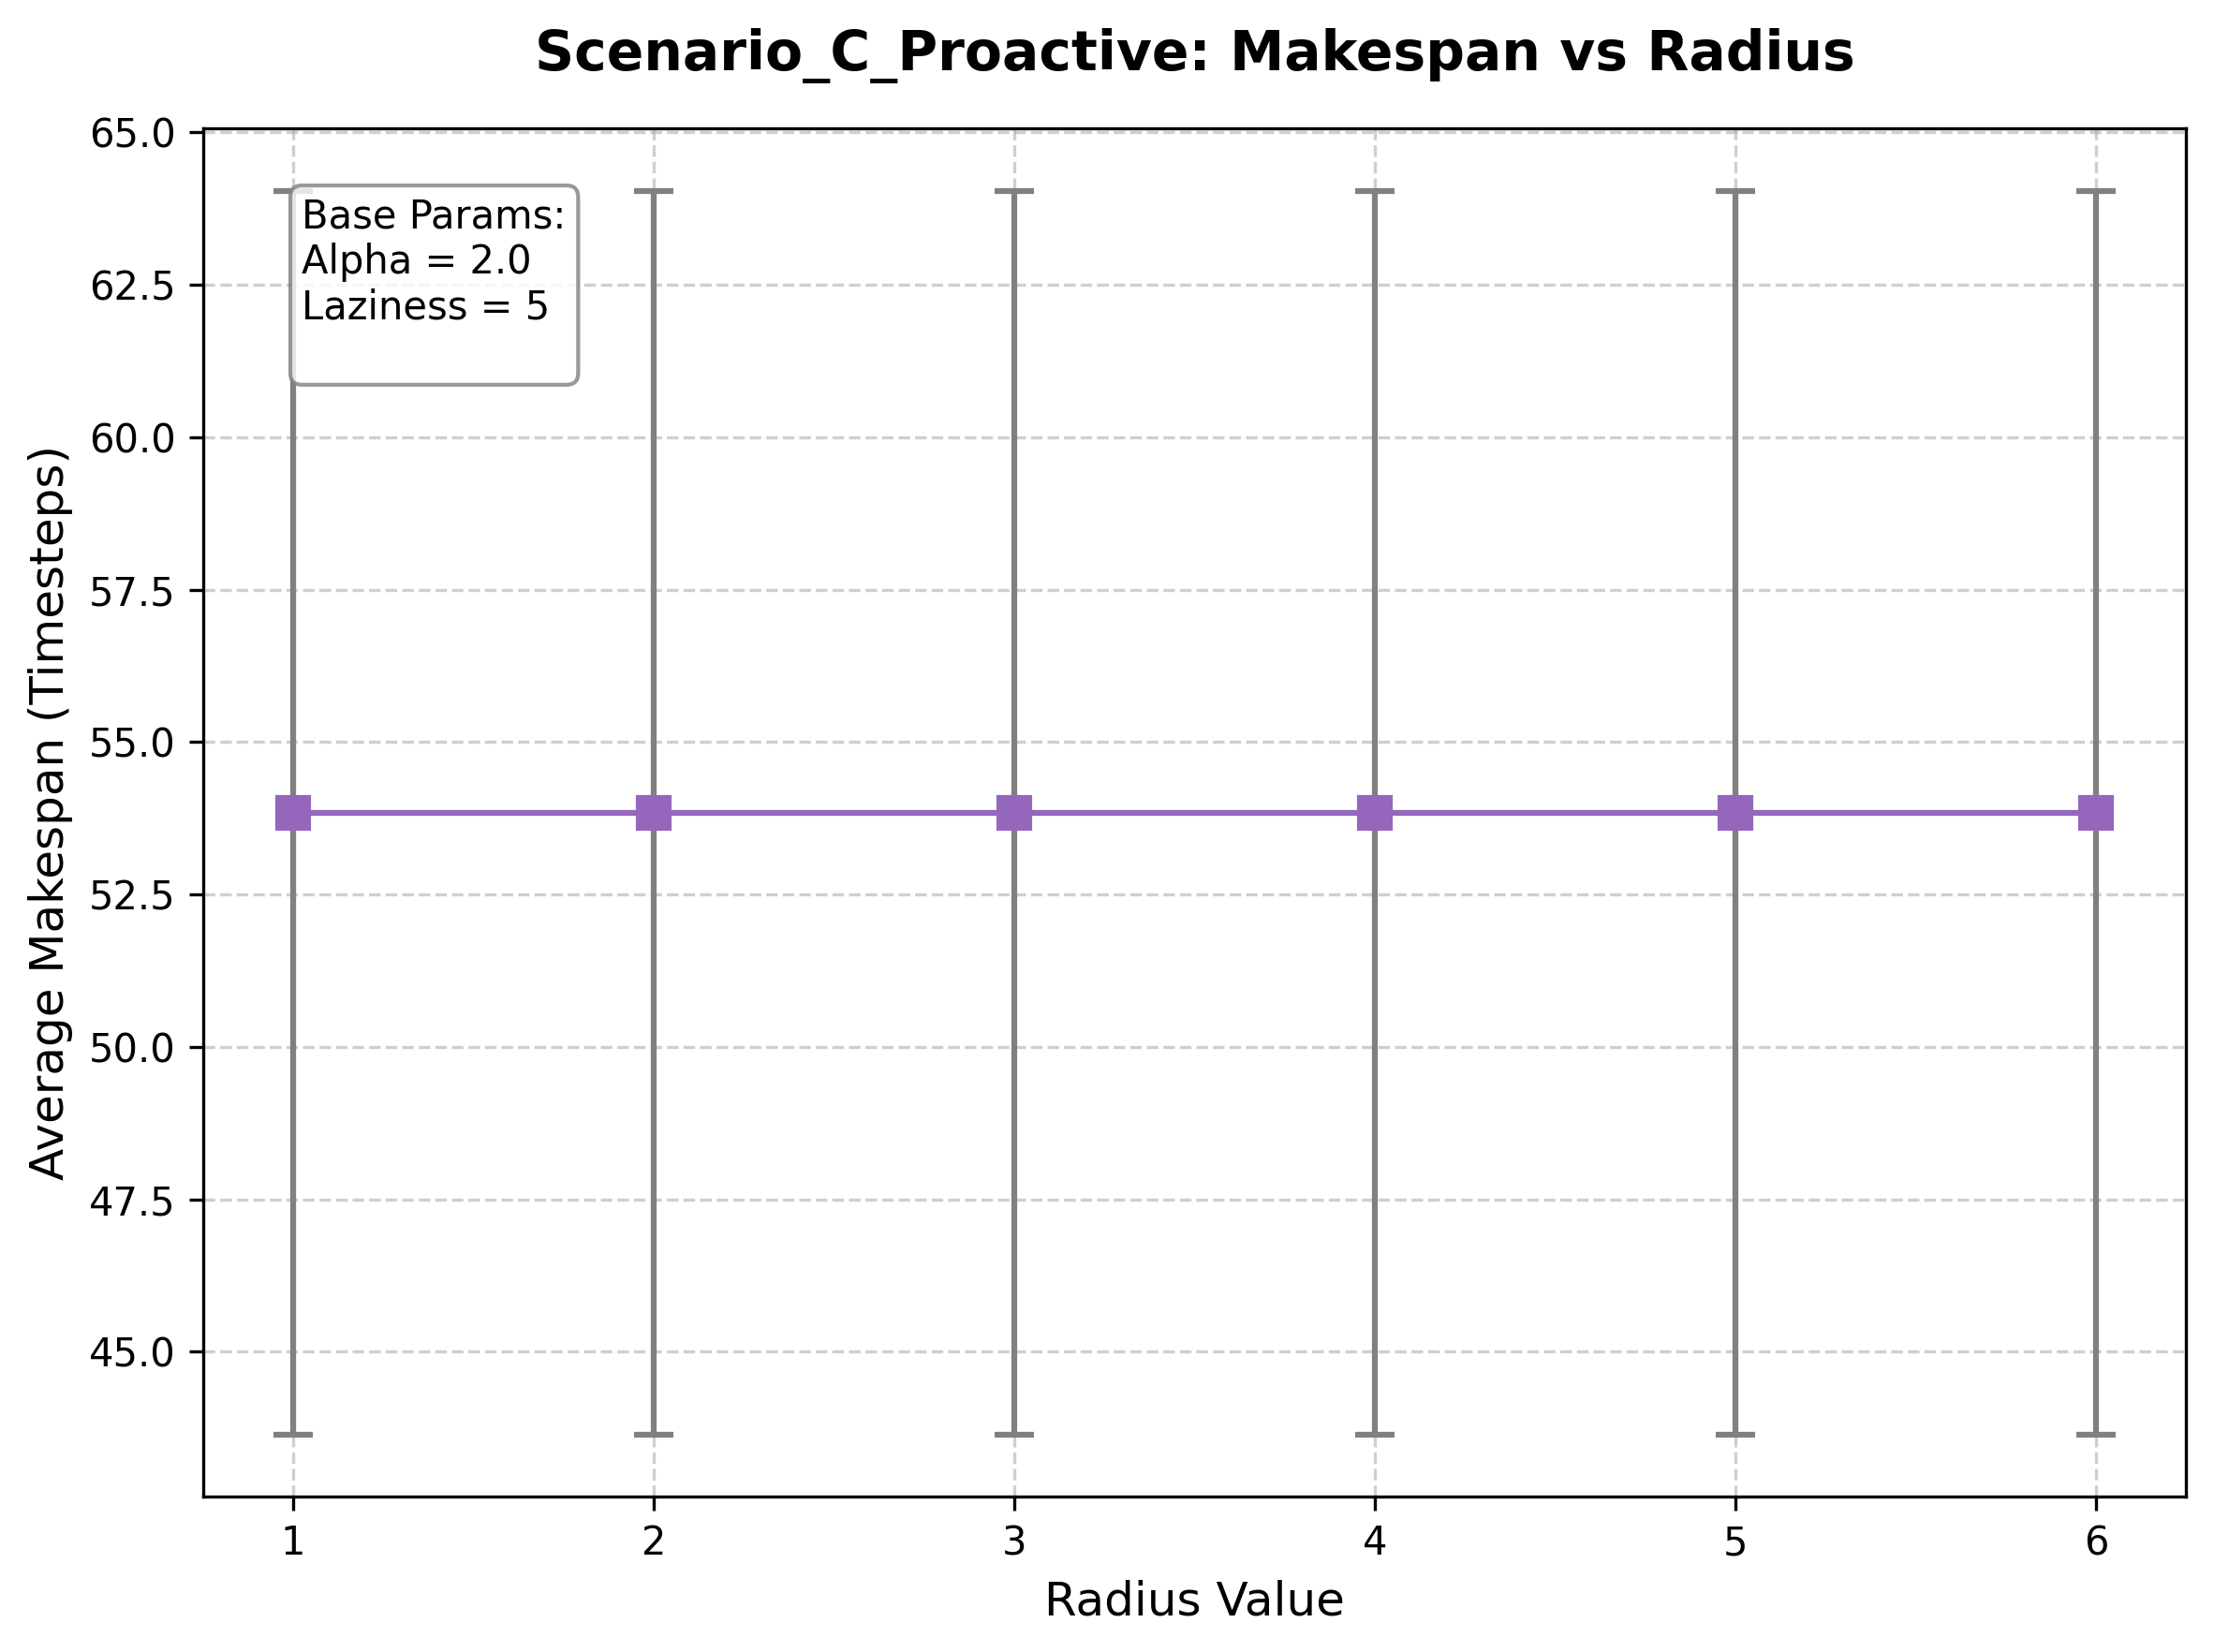 Scenario_C_Proactive: Makespan vs Radius
65.0
62.5
60.0
57.5
55.0
52.5
50.0
47.5
45.0
Average Makespan (Timesteps)
Base Params:
Alpha = 2.0
Laziness = 5
1 2 3 4 5 6
Radius Value